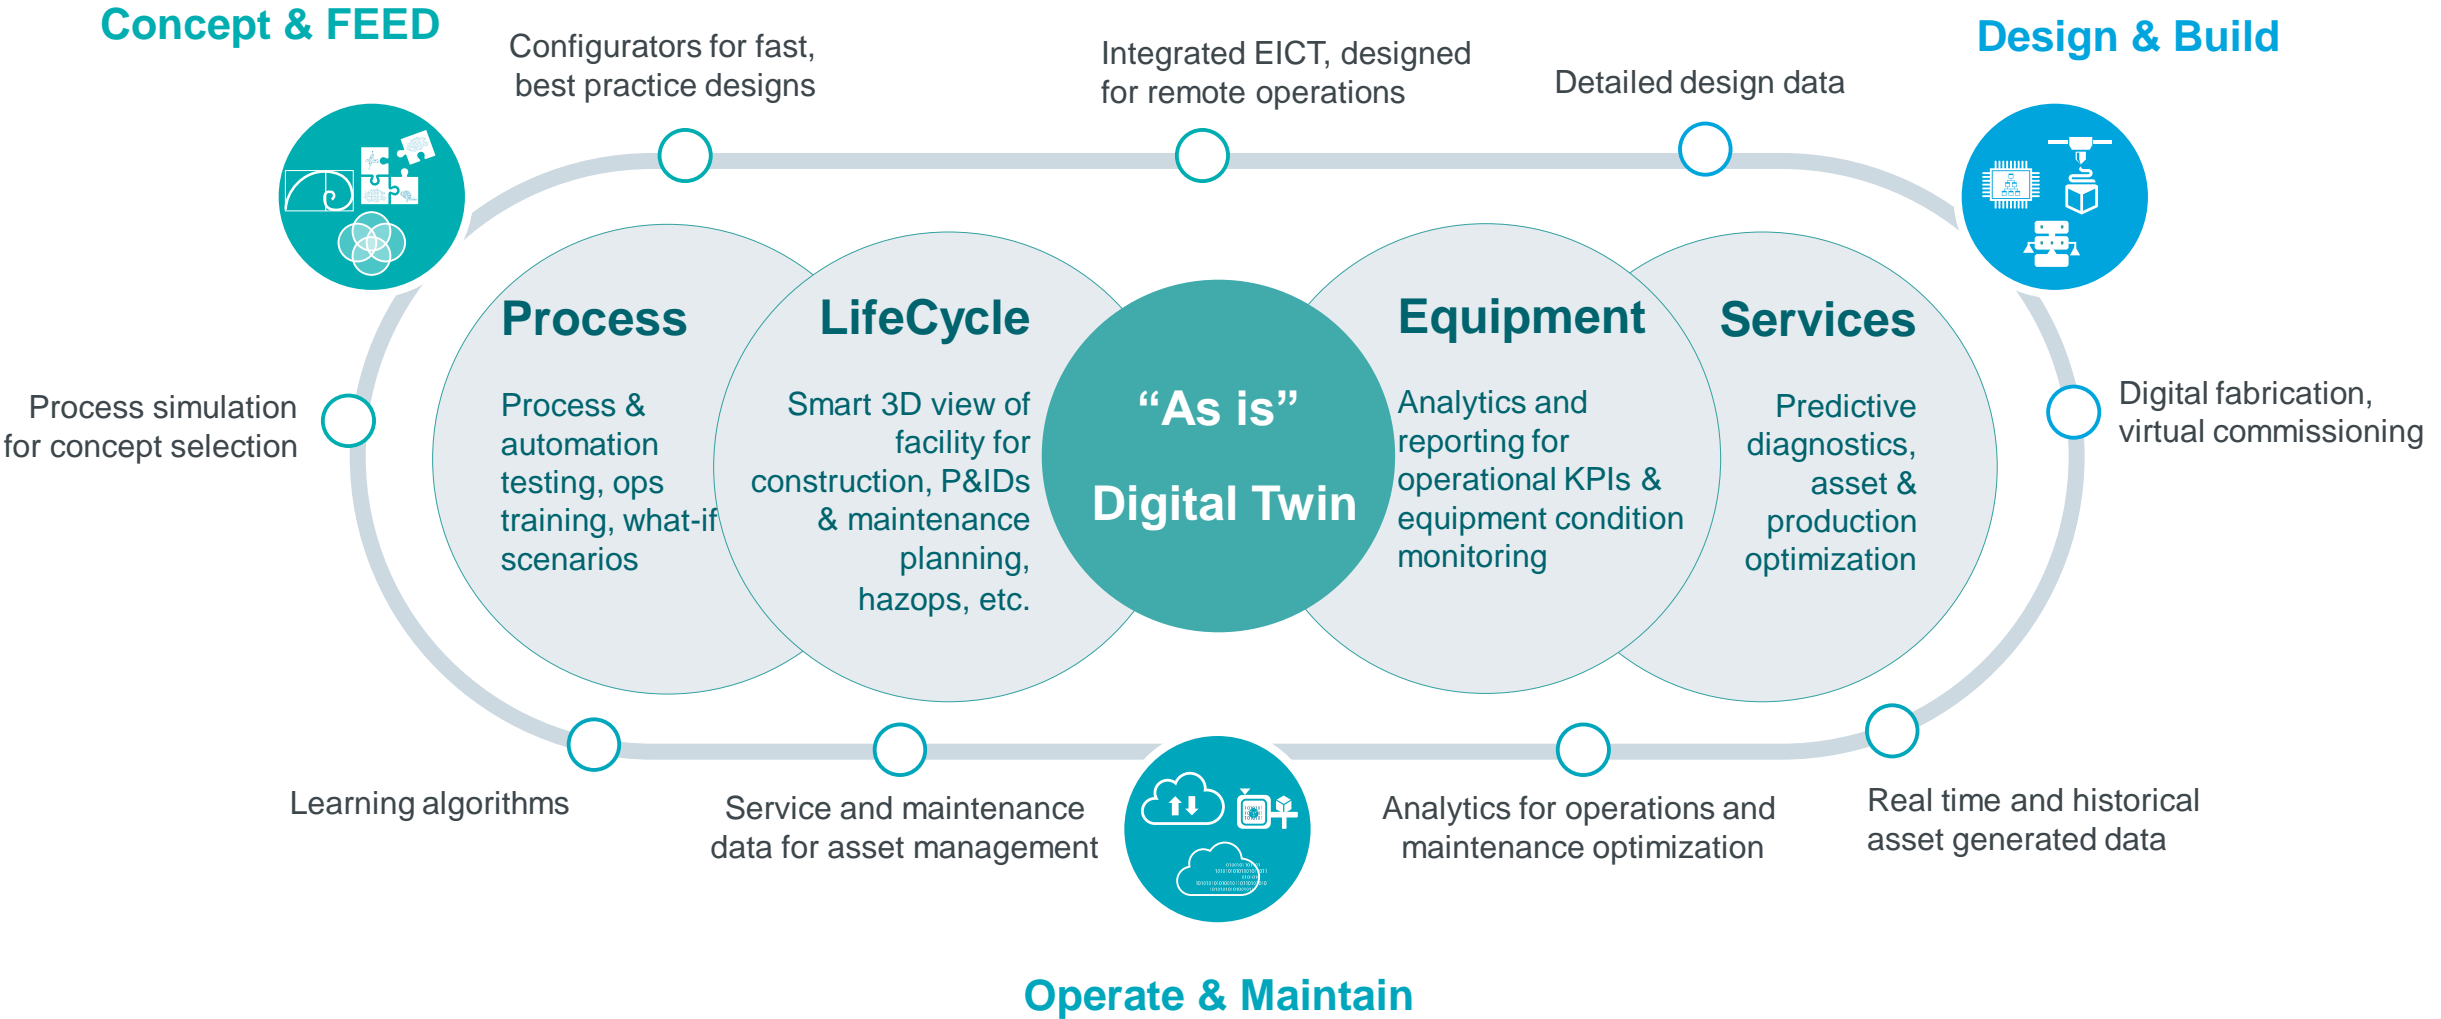 Concept & FEED
Configurators for fast,
best practice designs
Integrated EICT, designed
for remote operations
Detailed design data
Design & Build
Process simulation
for concept selection
Process
Process &
automation
testing, ops
training, what-if
scenarios
LifeCycle
Smart 3D view of
facility for
construction, P&IDs
& maintenance
planning,
hazops, etc.
“As is”
Digital Twin
Equipment
Analytics and
reporting for
operational KPIs &
equipment condition
monitoring
Services
Predictive
diagnostics,
asset &
production
optimization
Digital fabrication,
virtual commissioning
Learning algorithms
Service and maintenance
data for asset management
Analytics for operations and
maintenance optimization
Real time and historical
asset generated data
Operate & Maintain